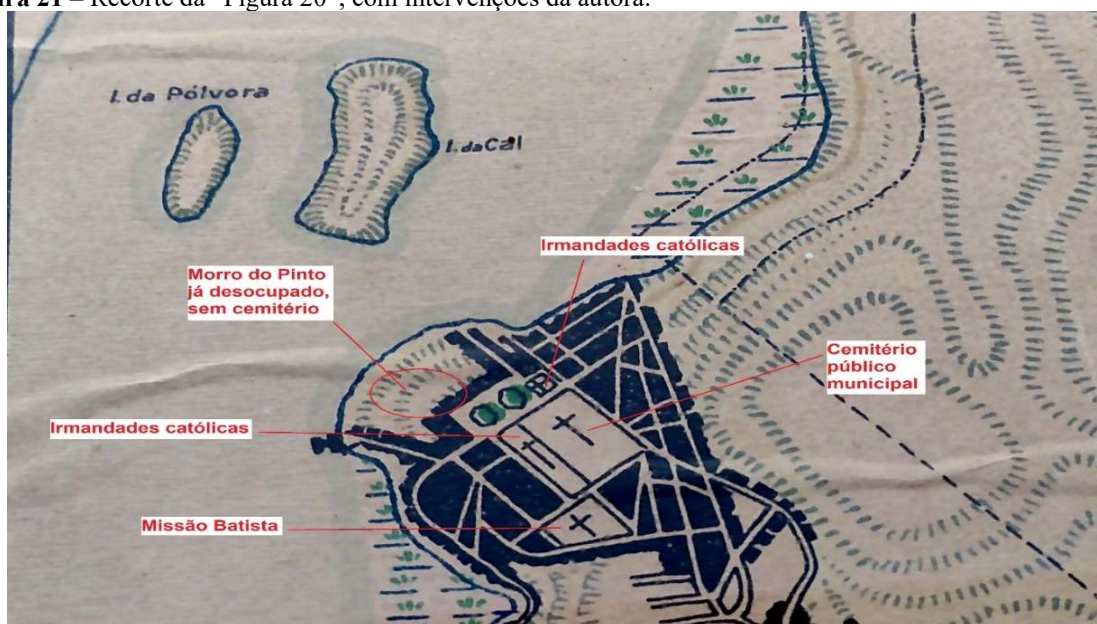 ra 21 – Recorte da "Figura 20", com intervenções da autora.
I. da Pólvora
I. da Cal
Irmandades católicas
Morro do Pinto
já desocupado,
sem cemitério
Cemitério
público
municipal
Irmandades católicas
Missão Batista